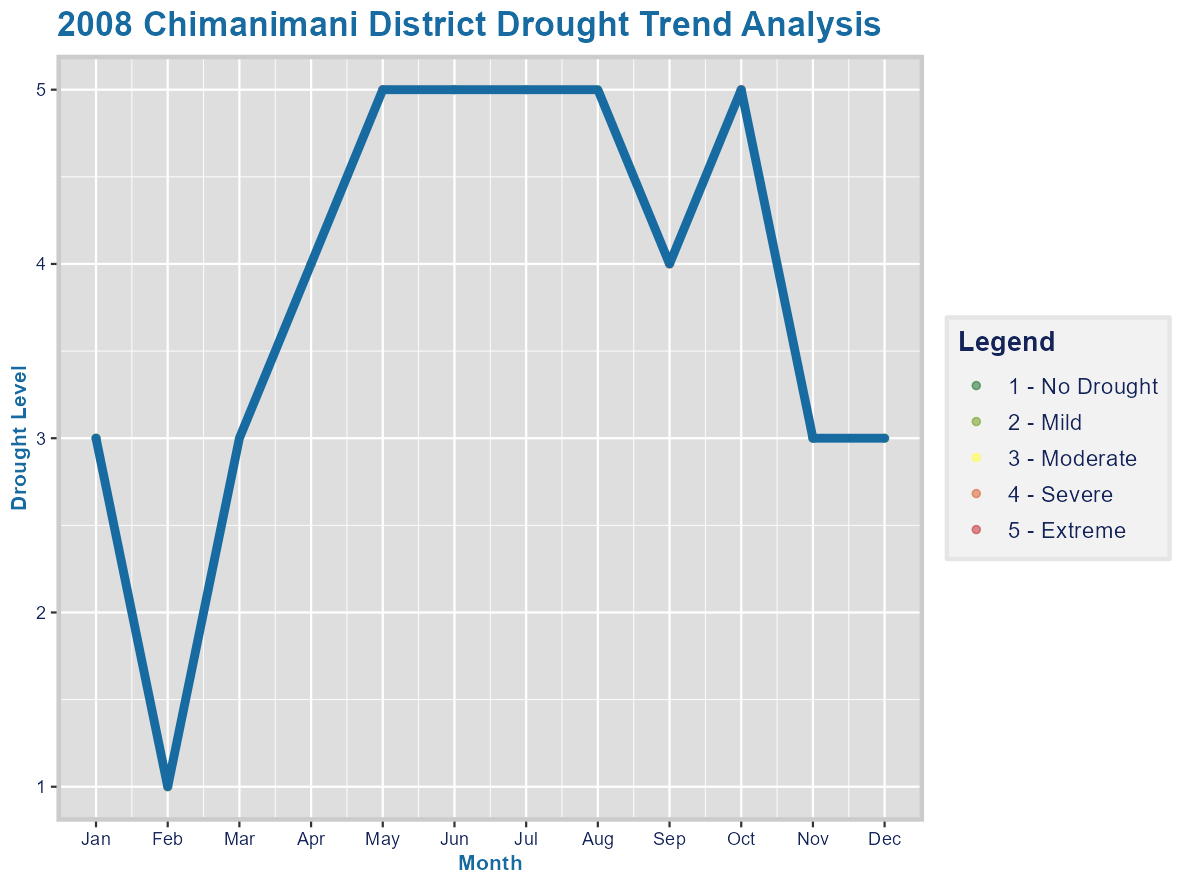 2008 Chimanimani District Drought Trend Analysis
Drought Level
5
4
3
2
1
Jan Feb Mar Apr May Jun Jul Aug Sep Oct Nov Dec
Month
Legend
1 - No Drought
2 - Mild
3 - Moderate
4 - Severe
5 - Extreme